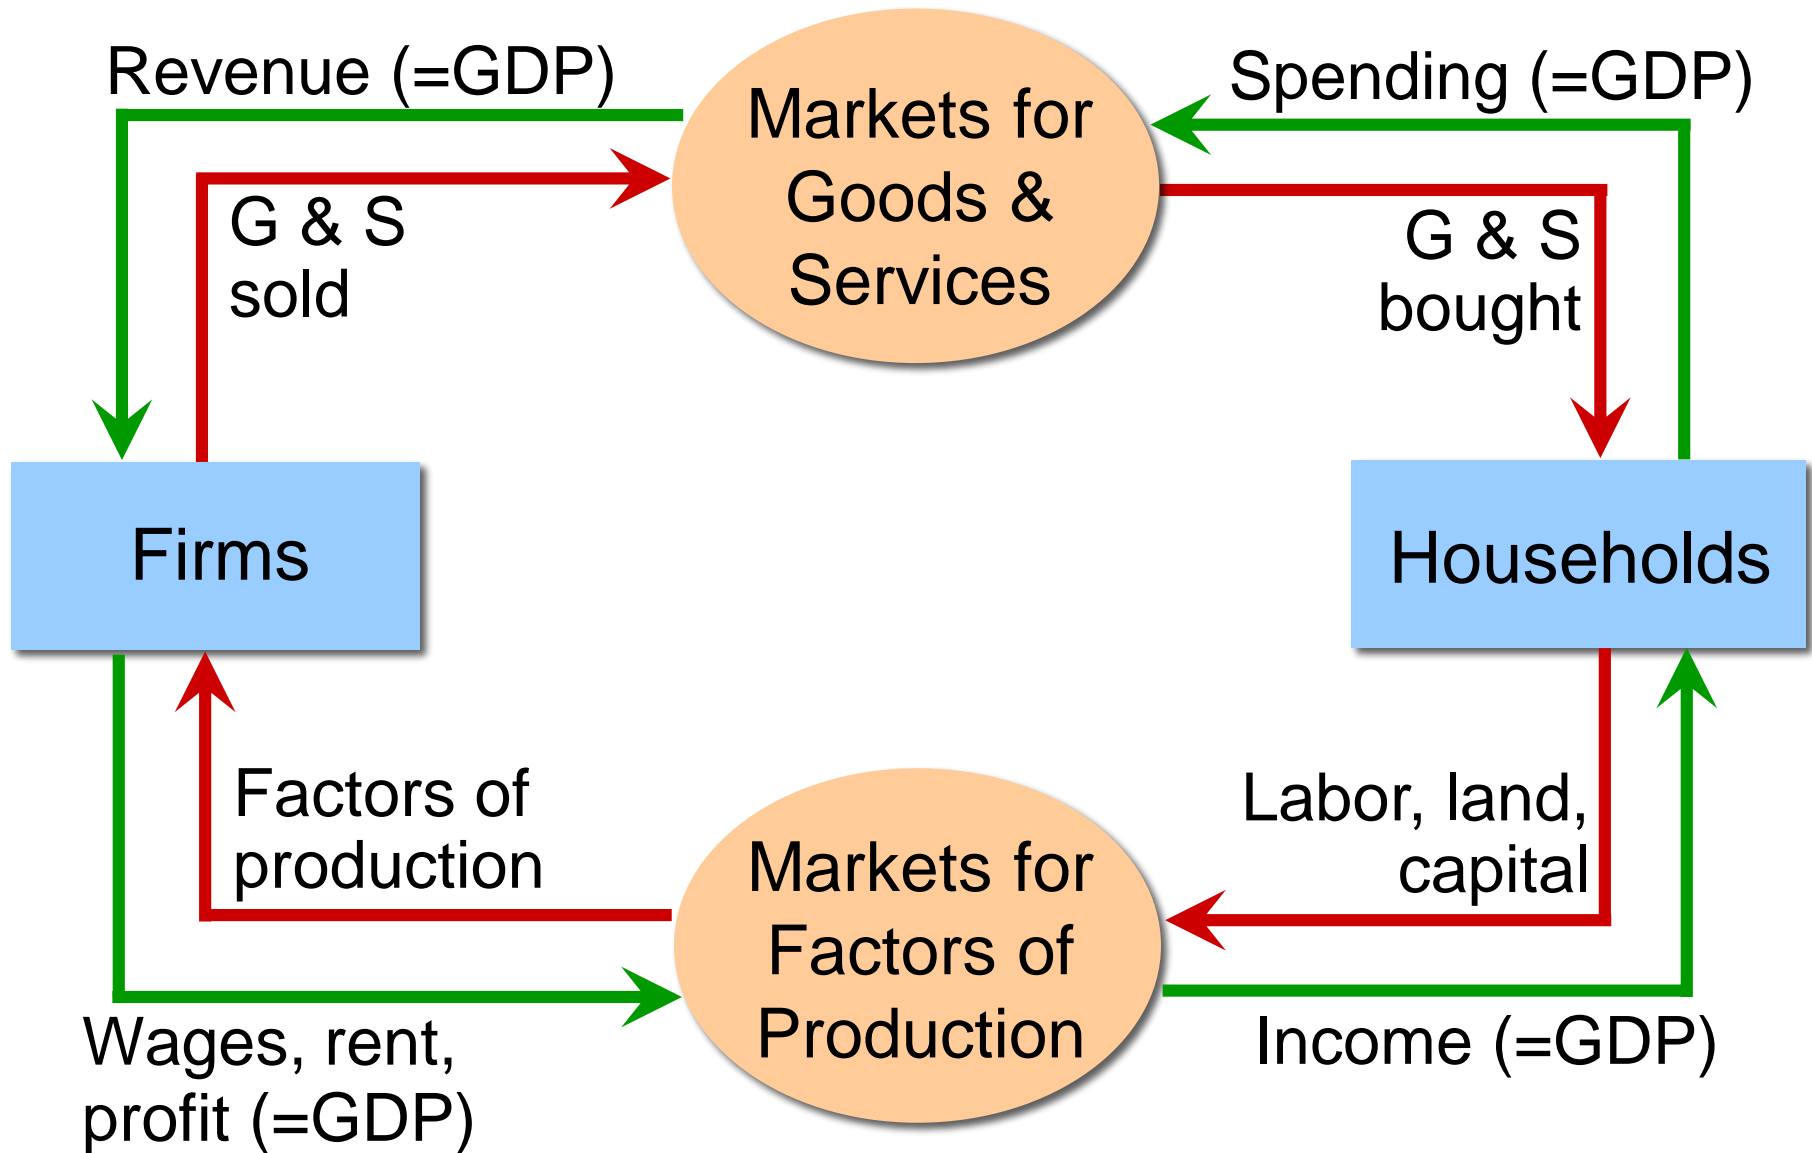 Revenue (=GDP)
Markets for
Goods &
Services
Spending (=GDP)
G & S
sold
G & S
bought
Firms
Households
Factors of
production
Markets for
Factors of
Production
Labor, land,
capital
Wages, rent,
profit (=GDP)
Income (=GDP)